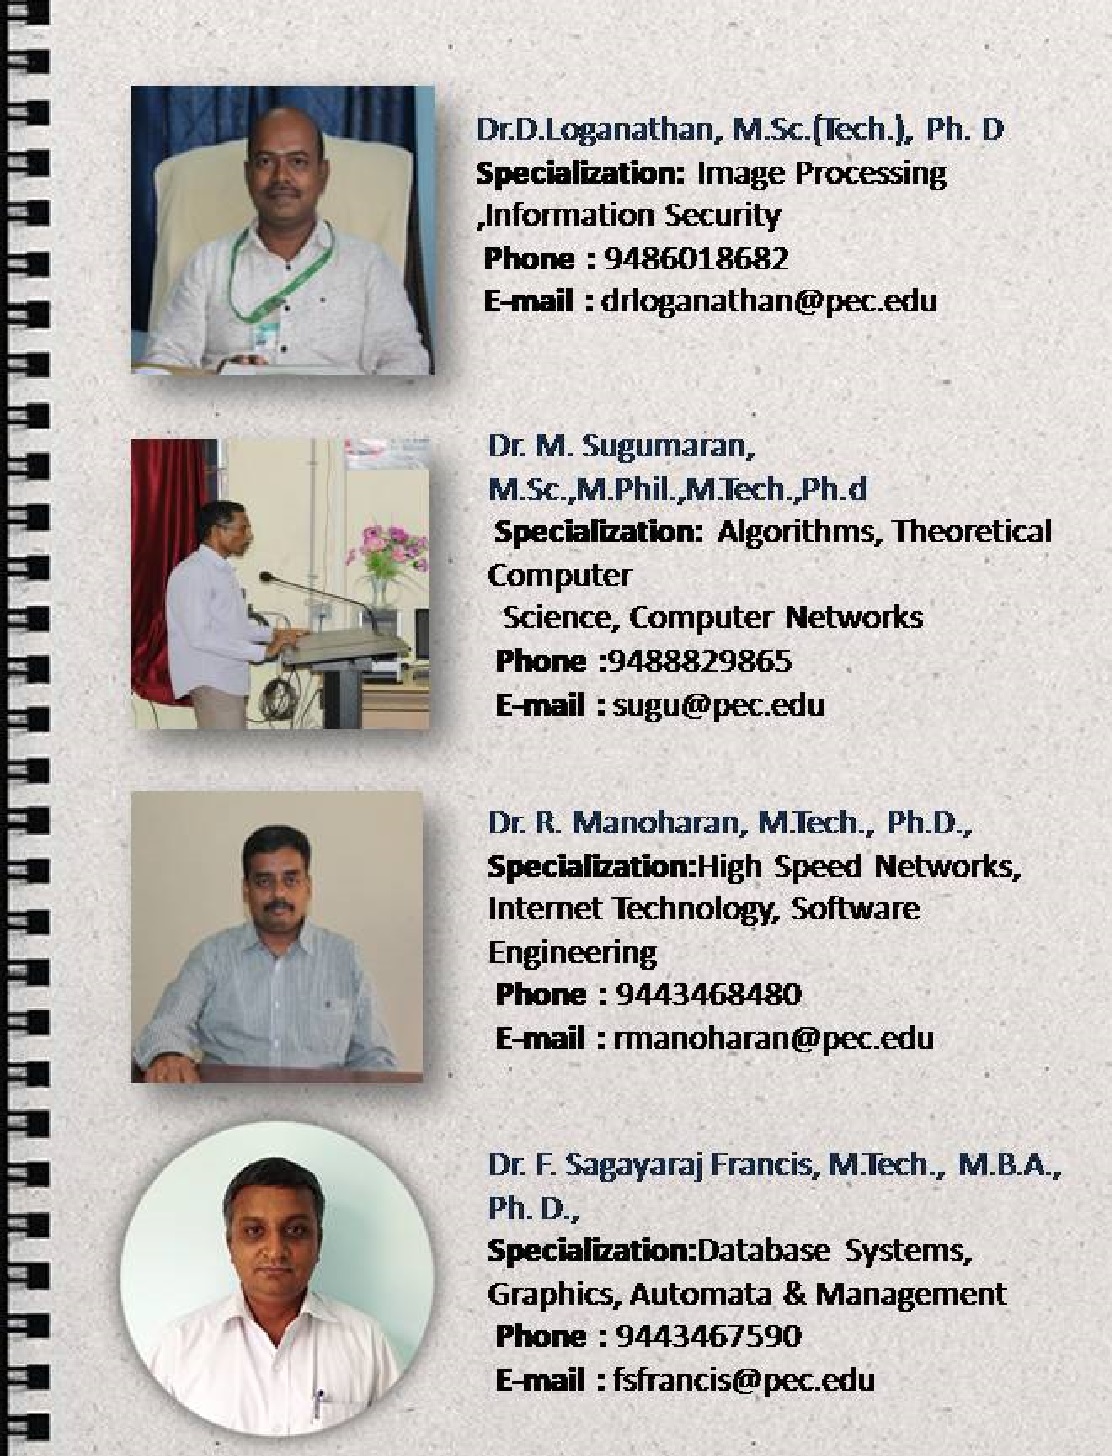 Dr.D.Loganathan, M.Sc.(Tech.), Ph. D
Specialization: Image Processing
,Information Security
Phone : 9486018682
E-mail : drloganathan@pec.edu
Dr. M. Sugumaran,
M.Sc.,M.Phil.,M.Tech.,Ph.d
Specialization: Algorithms, Theoretical
Computer
Science, Computer Networks
Phone :9488829865
E-mail : sugu@pec.edu
Dr. R. Manoharan, M.Tech., Ph.D.,
Specialization:High Speed Networks,
Internet Technology, Software
Engineering
Phone : 9443468480
E-mail : rmanoharan@pec.edu
Dr. F. Sagayaraj Francis, M.Tech., M.B.A.,
Ph. D.,
Specialization:Database Systems,
Graphics, Automata & Management
Phone : 9443467590
E-mail : fsfrancis@pec.edu